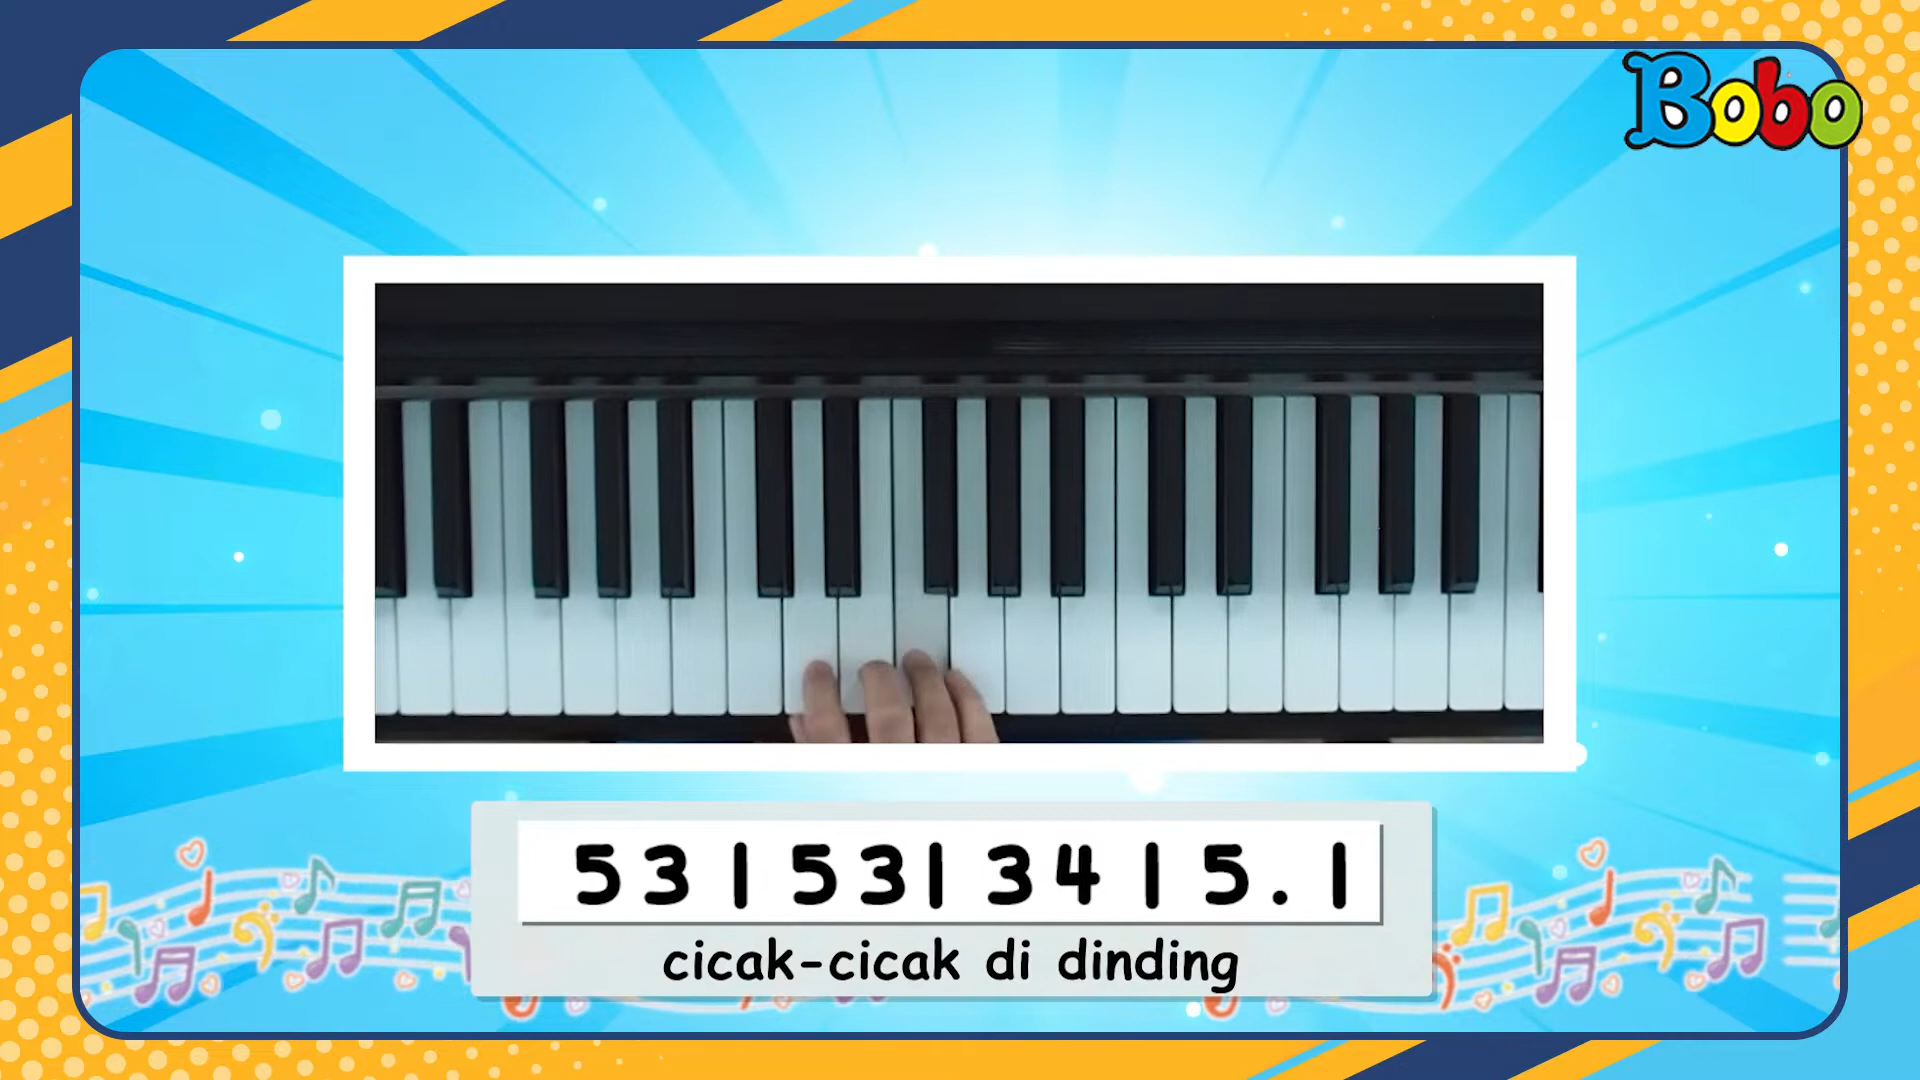 Bobo
5 3 1 5 3 1 3 4 1 5 . 1
cicak-cicak di dinding